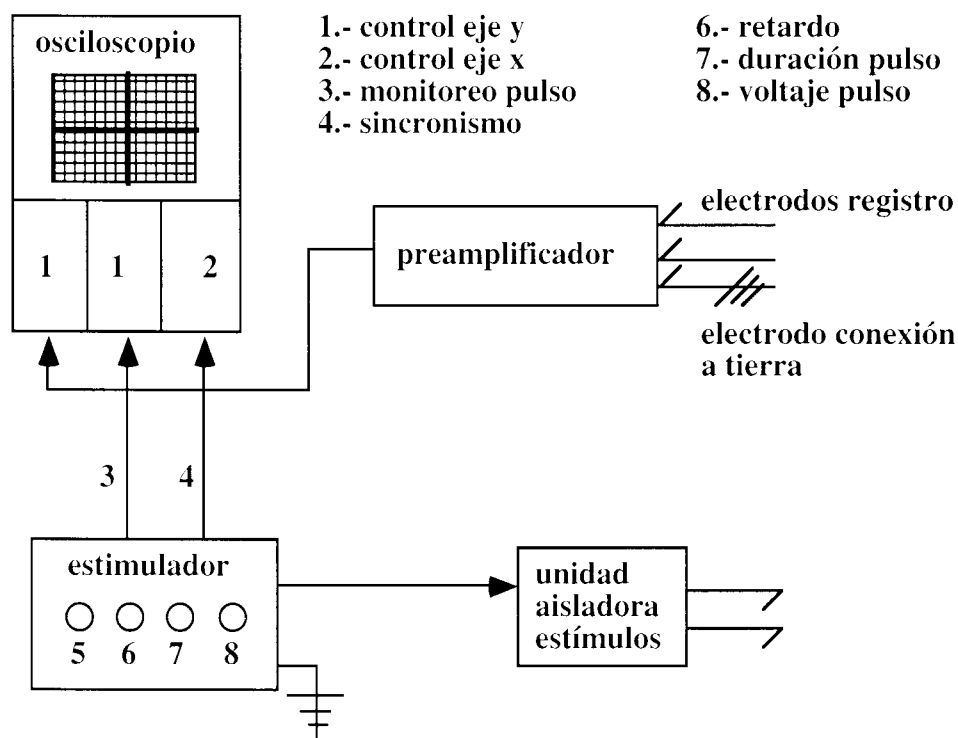 osciloscopio
1 1 2
1.- control eje y
2.- control eje x
3.- monitoreo pulso
4.- sincronismo
6.- retardo
7.- duración pulso
8.- voltaje pulso
preamplificador
electrodos registro
electrodo conexión
a tierra
3 4
estimulador
5 6 7 8
unidad
aisladora
estímulos